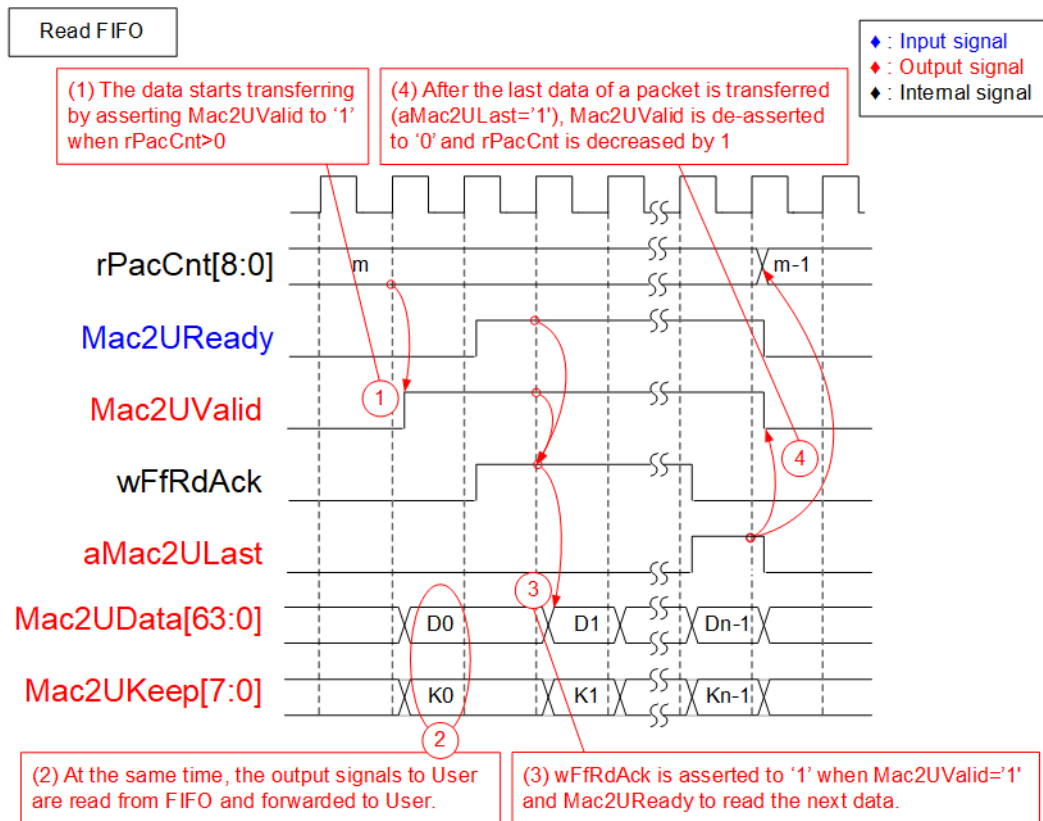 Read FIFO
♦ : Input signal
♦ : Output signal
♦ : Internal signal
(1) The data starts transferring
by asserting Mac2UValid to ‘1’
when rPacCnt>0
(4) After the last data of a packet is transferred
(aMac2ULast=‘1’), Mac2UValid is de-asserted
to ‘0’ and rPacCnt is decreased by 1
rPacCnt[8:0]
m
m-1
Mac2UReady
Mac2UValid
1
wFfRdAck
4
aMac2ULast
3
Mac2UData[63:0]
D0
D1
Dn-1
Mac2UKeep[7:0]
K0
K1
Kn-1
2
(2) At the same time, the output signals to User
are read from FIFO and forwarded to User.
(3) wFfRdAck is asserted to ‘1’ when Mac2UValid=’1'
and Mac2UReady to read the next data.